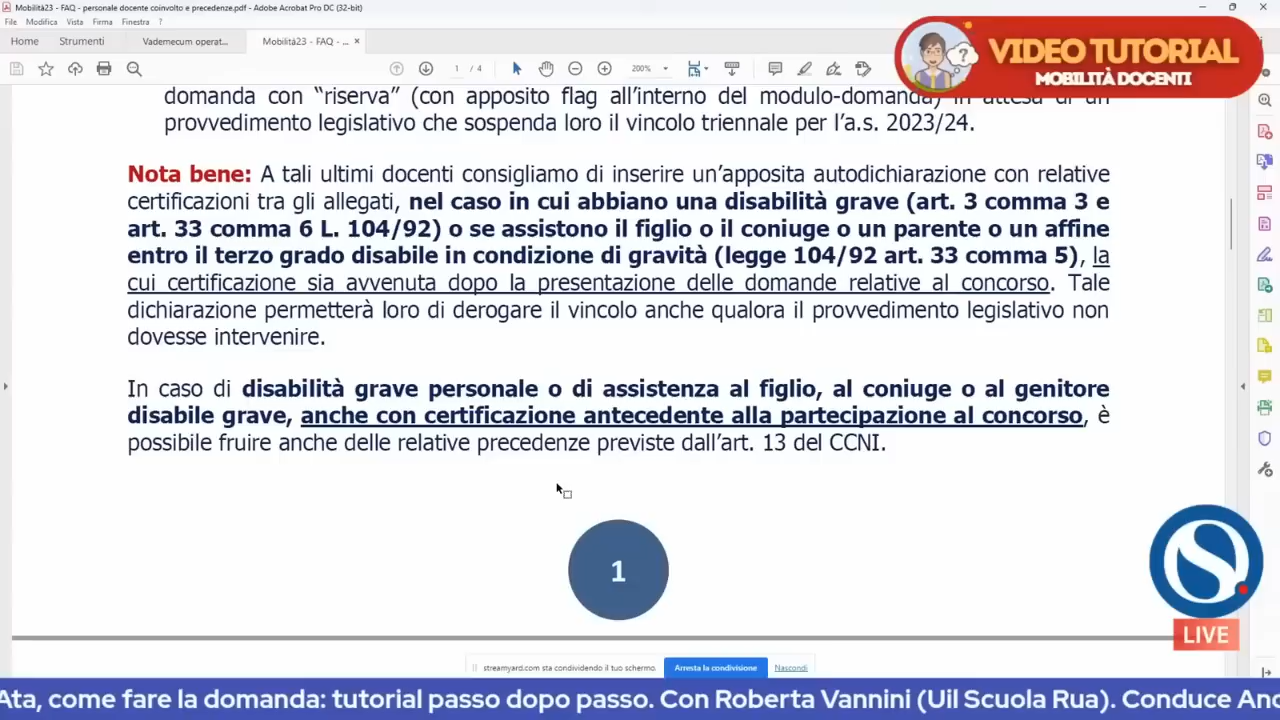 Mobilità23 - FAQ - personale docente coinvolto e precedenze.pdf - Adobe Acrobat Pro DC (32-bit)
File Modifica Vista Firma Finestra ?
Home Strumenti Vademecum operat... Mobilità23 - FAQ - ... ×
1 / 4 200%
VIDEO TUTORIAL
MOBILITÀ DOCENTI
domanda con “riserva” (con apposito flag all’interno del modulo-domanda) in attesa di un
provvedimento legislativo che sospenda loro il vincolo triennale per l’a.s. 2023/24.
Nota bene: A tali ultimi docenti consigliamo di inserire un’apposita autodichiarazione con relative
certificazioni tra gli allegati, nel caso in cui abbiano una disabilità grave (art. 3 comma 3 e
art. 33 comma 6 L. 104/92) o se assistono il figlio o il coniuge o un parente o un affine
entro il terzo grado disabile in condizione di gravità (legge 104/92 art. 33 comma 5), la
cui certificazione sia avvenuta dopo la presentazione delle domande relative al concorso. Tale
dichiarazione permetterà loro di derogare il vincolo anche qualora il provvedimento legislativo non
dovesse intervenire.
In caso di disabilità grave personale o di assistenza al figlio, al coniuge o al genitore
disabile grave, anche con certificazione antecedente alla partecipazione al concorso, è
possibile fruire anche delle relative precedenze previste dall’art. 13 del CCNI.
1
S
LIVE
streamyard.com sta condividendo il tuo schermo. Arresta la condivisione Nascondi
Ata, come fare la domanda: tutorial passo dopo passo. Con Roberta Vannini (Uil Scuola Rua). Conduce And